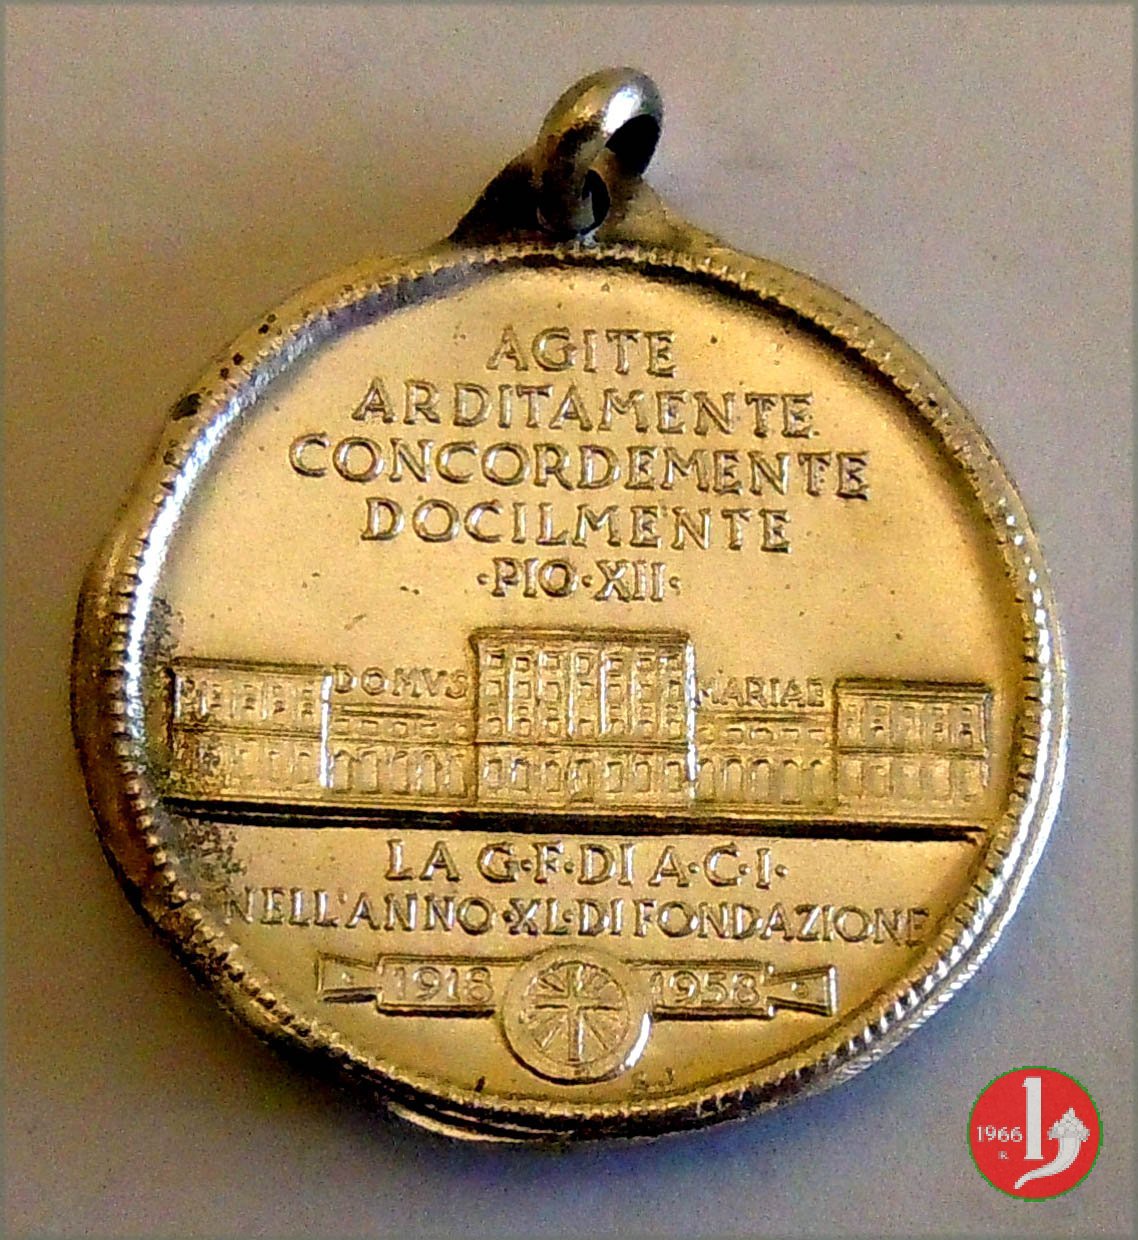 AGITE
ARDITAMENTE
CONCORDEMENTE
DOCILMENTE
·PIO·XII·
DOMVS MARIAE
LA G·F·DI A·C·I·
NELL'ANNO·XL·DI FONDAZIONE
1918 1958
1966
R